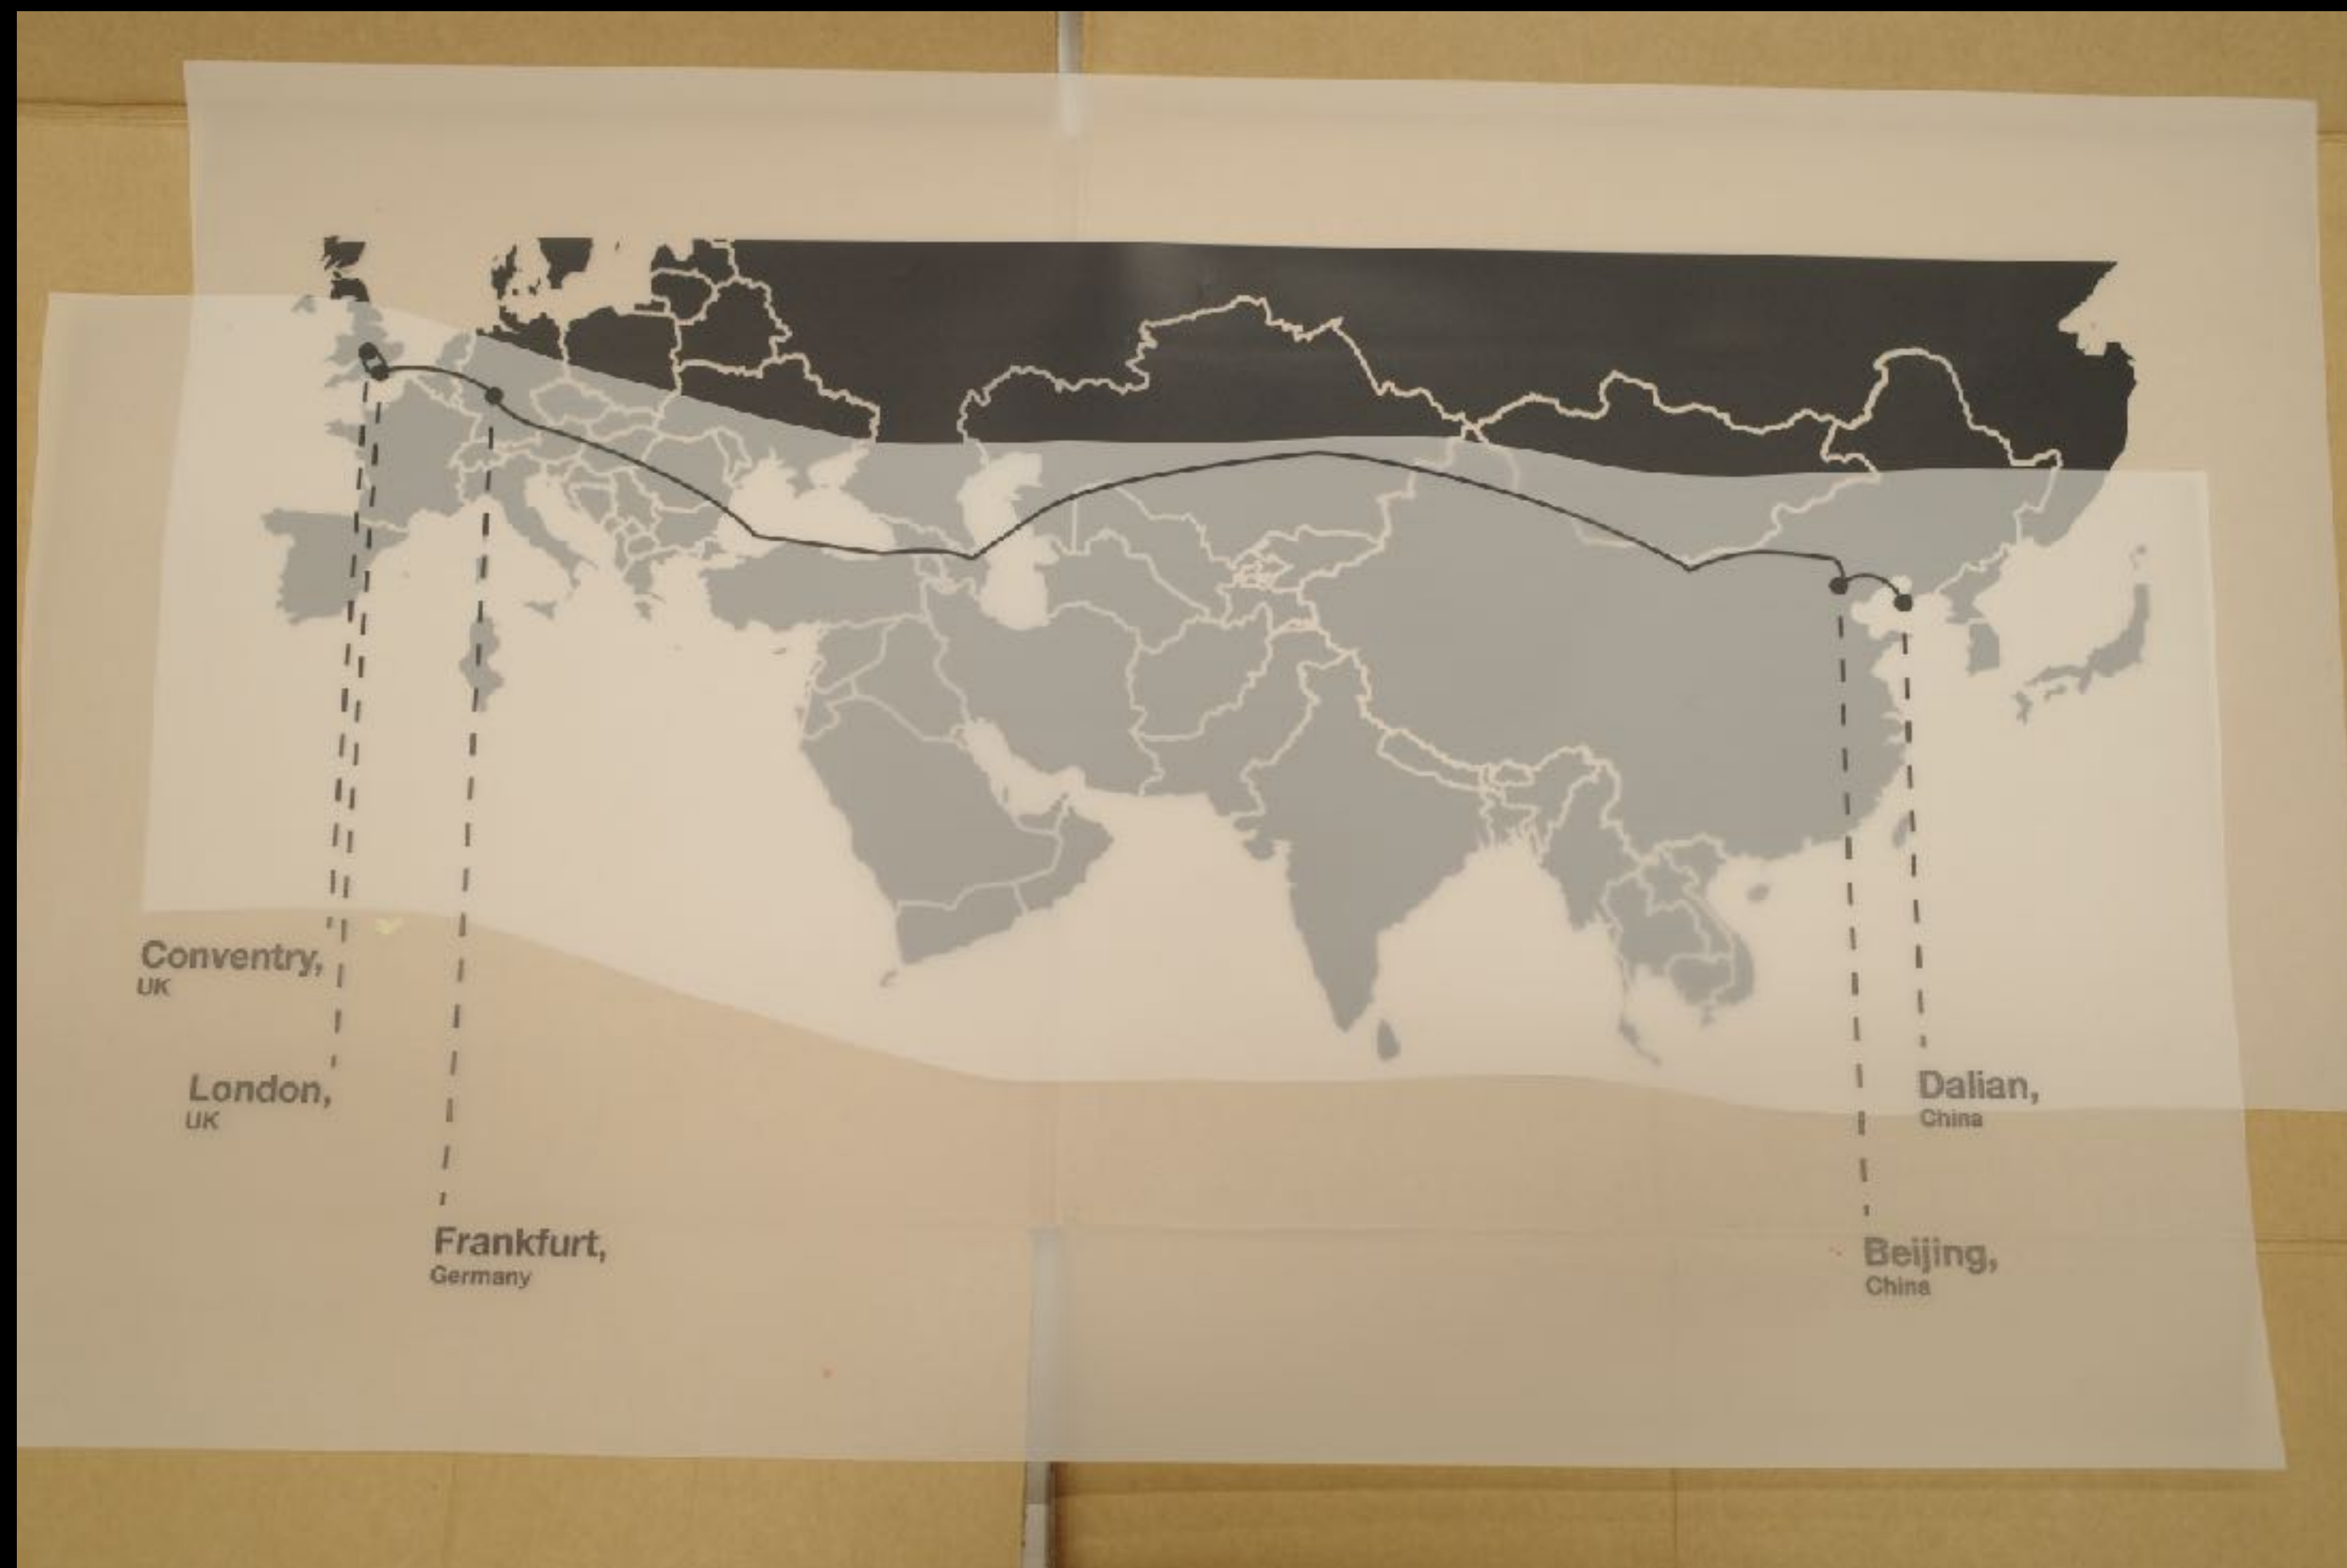 Conventry,
UK
London,
UK
Frankfurt,
Germany
Dalian,
China
Beijing,
China